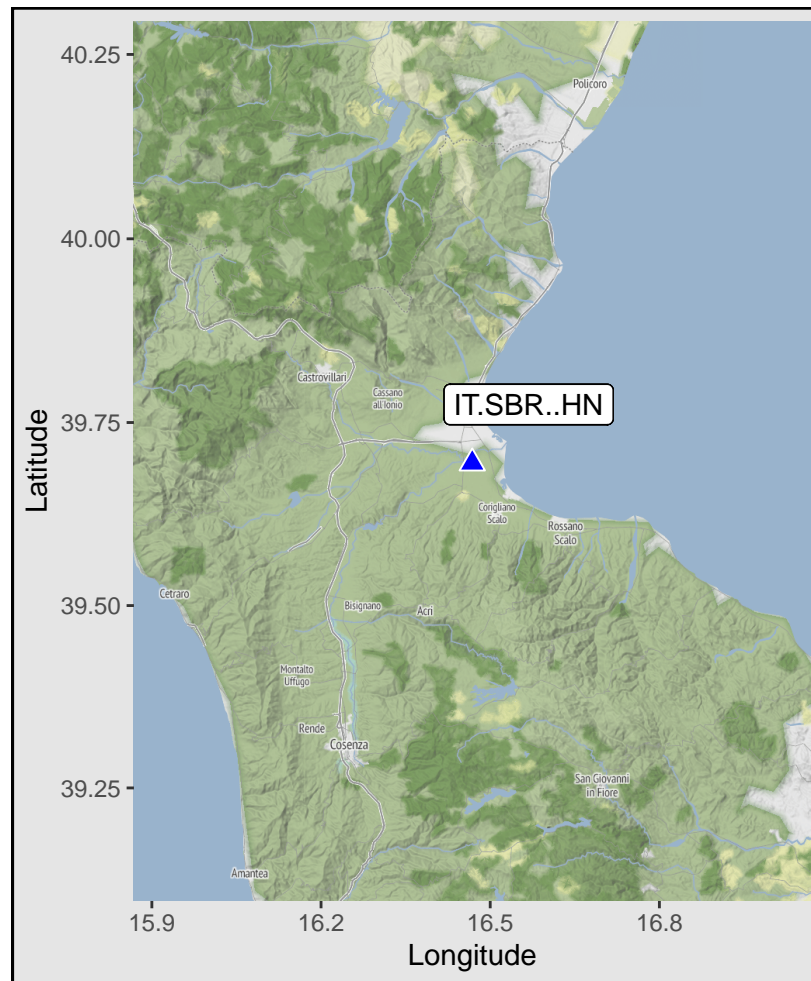 40.25
Policoro
40.00
Castrovillari
Cassano
all'Ionio
IT.SBR..HN
39.75
Latitude
Corigliano
Scalo
Rossano
Scalo
39.50
Cetraro
Bisignano
Acri
Montalto
Uffugo
Rende
Cosenza
39.25
San Giovanni
in Fiore
Amantea
15.9
16.2
16.5
16.8
Longitude